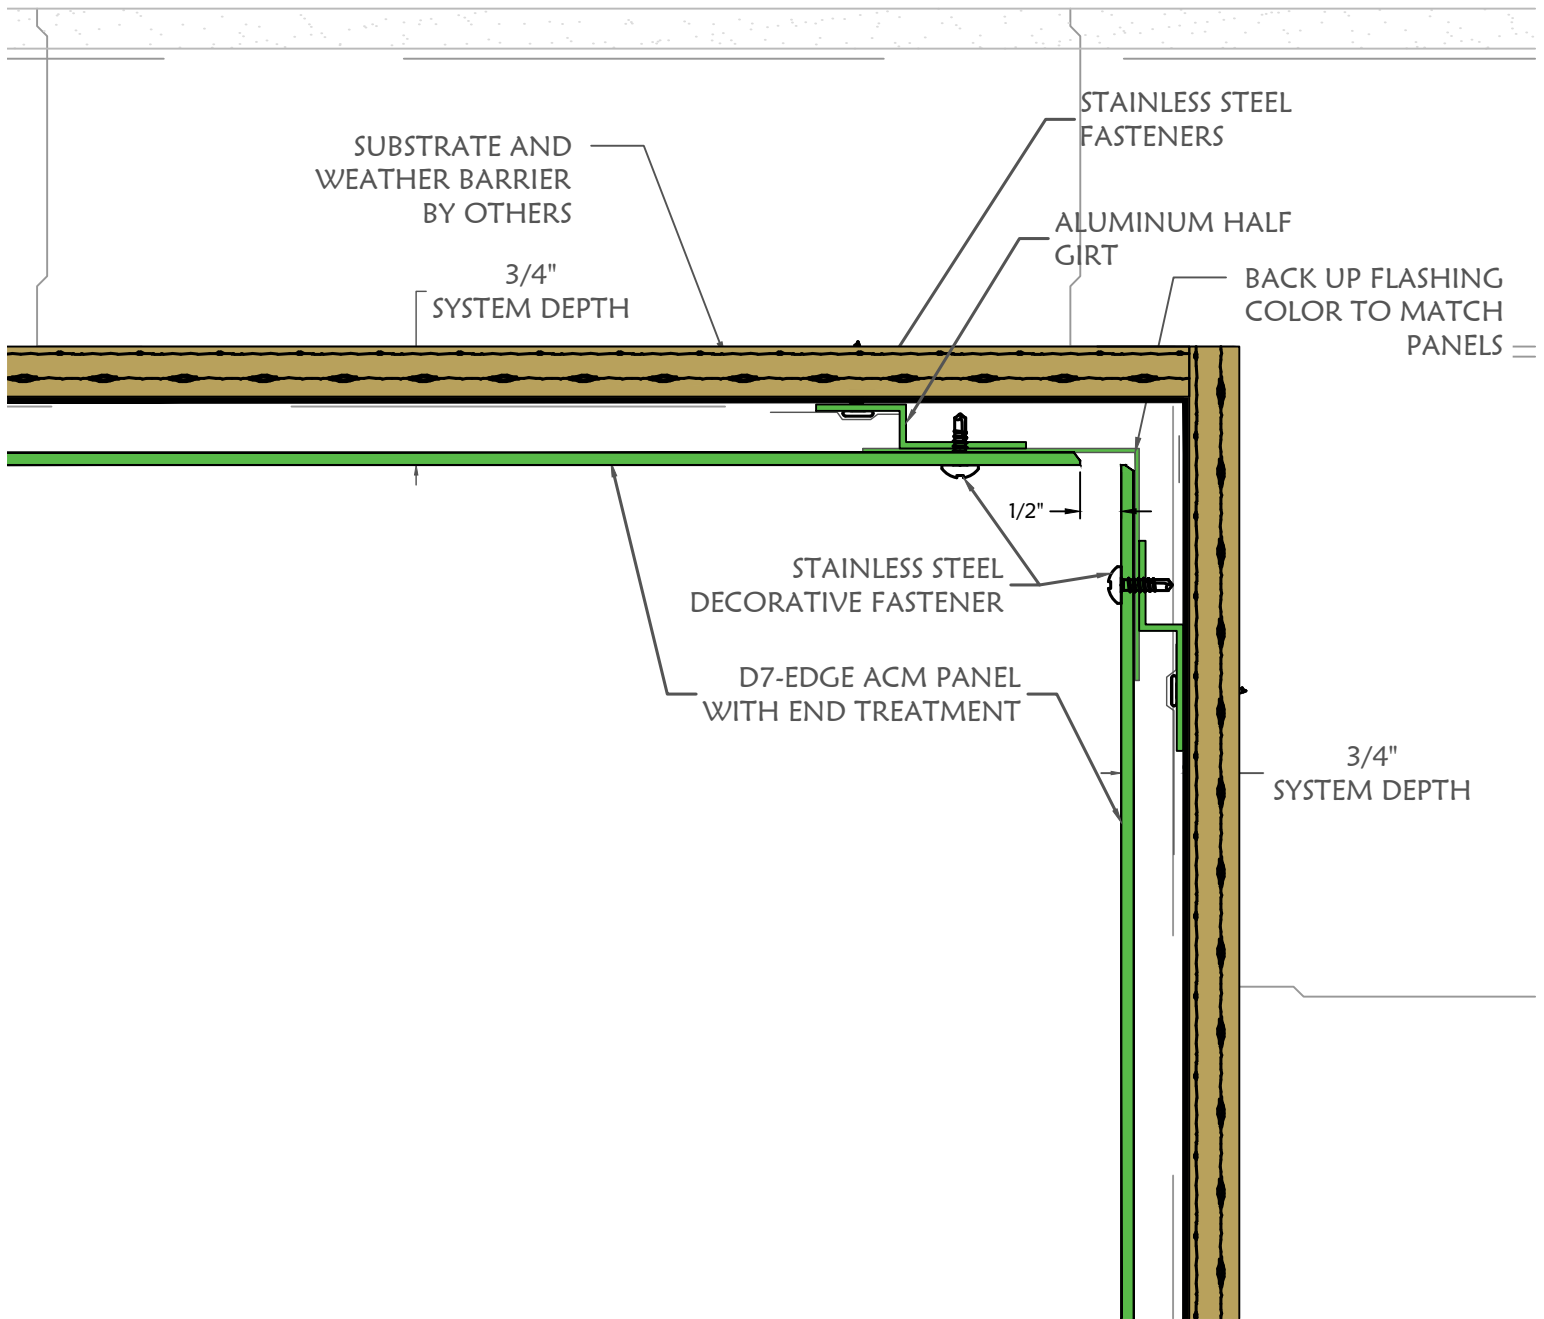 STAINLESS STEEL
FASTENERS
SUBSTRATE AND
WEATHER BARRIER
BY OTHERS
ALUMINUM HALF
GIRT
3/4"
SYSTEM DEPTH
BACK UP FLASHING
COLOR TO MATCH
PANELS
1/2"
STAINLESS STEEL
DECORATIVE FASTENER
D7-EDGE ACM PANEL
WITH END TREATMENT
3/4"
SYSTEM DEPTH